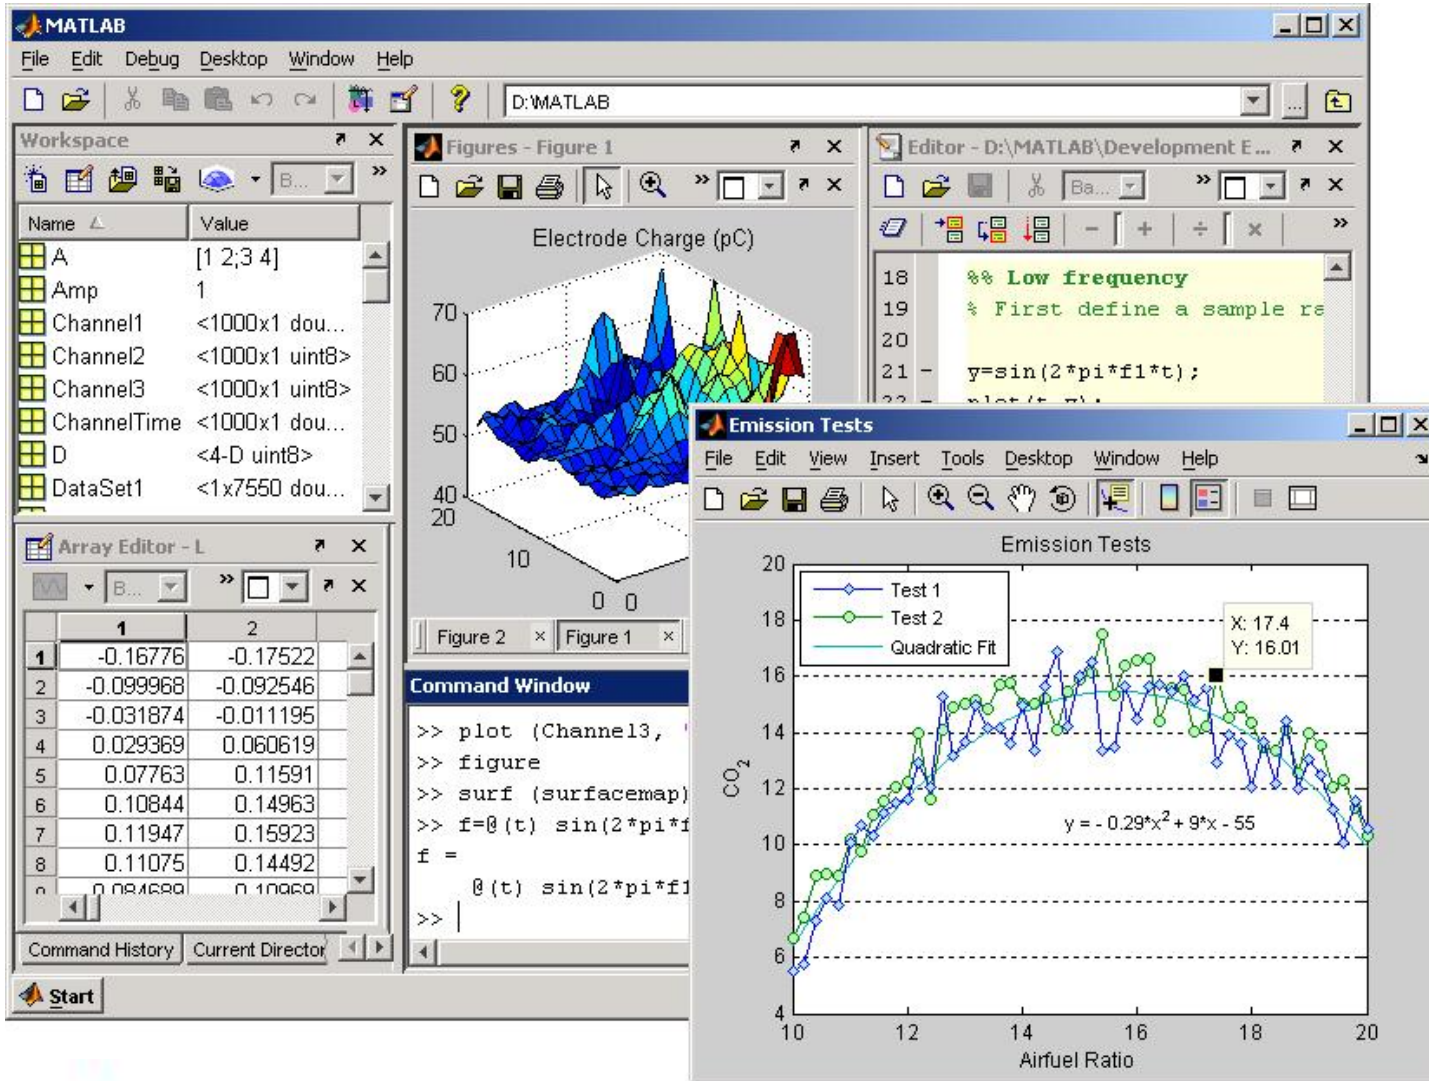 MATLAB
File Edit Debug Desktop Window Help
D:\MATLAB
Workspace
B...
Name Value
A [1 2;3 4]
Amp 1
Channel1 <1000x1 dou...
Channel2 <1000x1 uint8>
Channel3 <1000x1 uint8>
ChannelTime <1000x1 dou...
D <4-D uint8>
DataSet1 <1x7550 dou...
Array Editor - L
B...
1 2
1 -0.16776 -0.17522
2 -0.099968 -0.092546
3 -0.031874 -0.011195
4 0.029369 0.060619
5 0.07763 0.11591
6 0.10844 0.14963
7 0.11947 0.15923
8 0.11075 0.14492
9 0.084689 0.10969
Command History Current Director
Start
Figures - Figure 1
Electrode Charge (pC)
70
60
50
40
20
10
0 0
Figure 2 × Figure 1 ×
Command Window
>> plot (Channel3, '
>> figure
>> surf (surfacemap)
>> f=@(t) sin(2*pi*f
f =
@(t) sin(2*pi*f1
>>
Editor - D:\MATLAB\Development E...
Ba...
18 %% Low frequency
19 % First define a sample ra
20
21 - y=sin(2*pi*f1*t);
22 - plot(t,y);
Emission Tests
File Edit View Insert Tools Desktop Window Help
Emission Tests
Test 1
Test 2
Quadratic Fit
X: 17.4
Y: 16.01
y = - 0.29*x² + 9*x - 55
CO₂
20
18
16
14
12
10
8
6
4
10 12 14 16 18 20
Airfuel Ratio